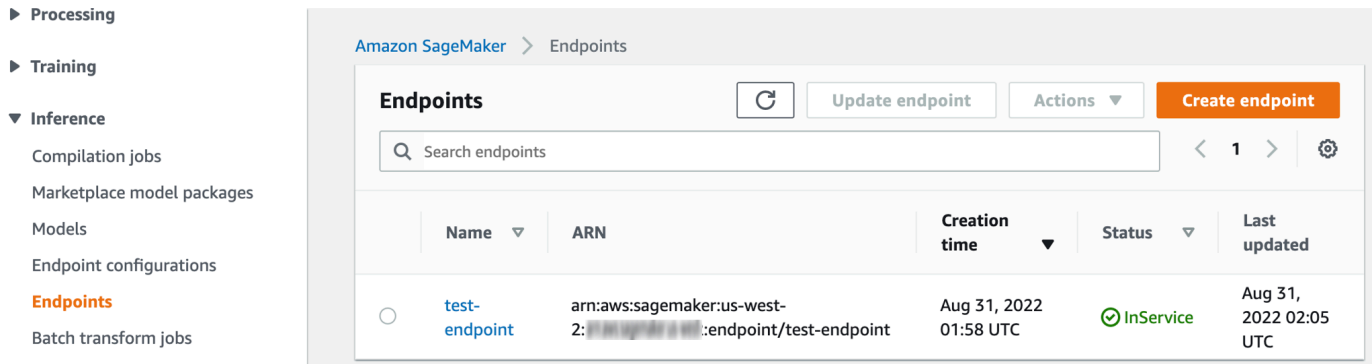 Processing
Training
Inference
Compilation jobs
Marketplace model packages
Models
Endpoint configurations
Endpoints
Batch transform jobs
Amazon SageMaker > Endpoints
Endpoints
Update endpoint
Actions
Create endpoint
Search endpoints
1
Name
ARN
Creation
time
Status
Last
updated
test-
endpoint
arn:aws:sagemaker:us-west-
2: :endpoint/test-endpoint
Aug 31, 2022
01:58 UTC
InService
Aug 31,
2022 02:05
UTC